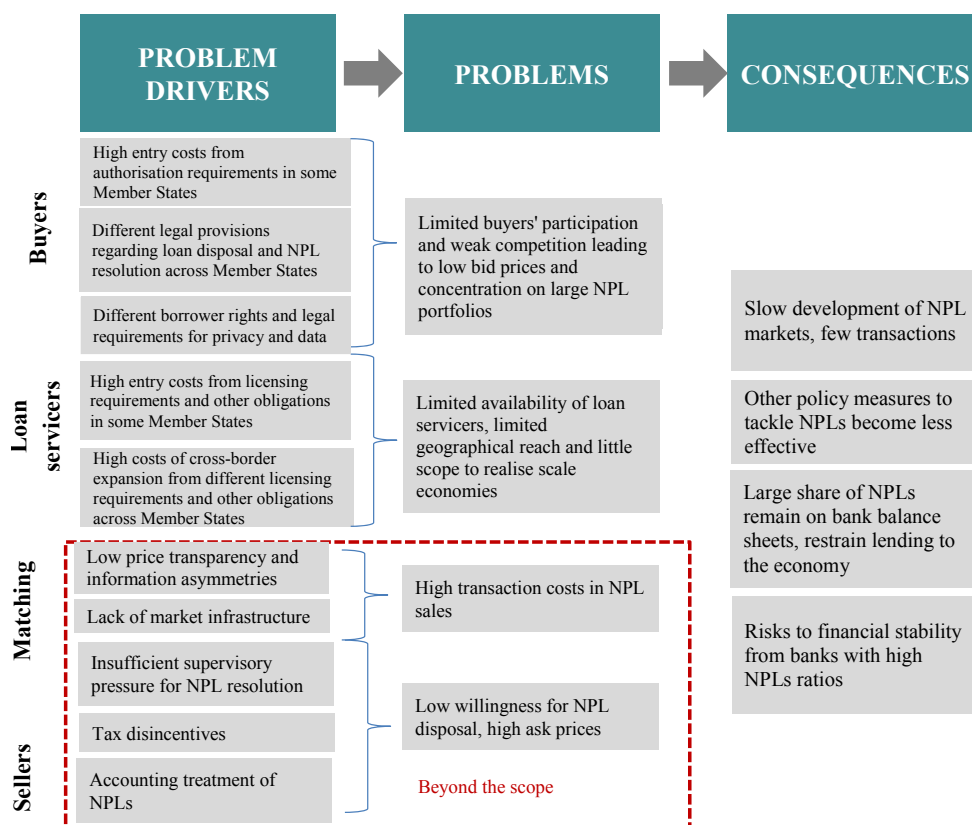 PROBLEM
DRIVERS
PROBLEMS
CONSEQUENCES
Buyers
High entry costs from
authorisation requirements in some
Member States
Different legal provisions
regarding loan disposal and NPL
resolution across Member States
Different borrower rights and legal
requirements for privacy and data
Limited buyers' participation
and weak competition leading
to low bid prices and
concentration on large NPL
portfolios
Loan
servicers
High entry costs from licensing
requirements and other obligations
in some Member States
High costs of cross-border
expansion from different licensing
requirements and other obligations
across Member States
Limited availability of loan
servicers, limited
geographical reach and little
scope to realise scale
economies
Matching
Low price transparency and
information asymmetries
Lack of market infrastructure
High transaction costs in NPL
sales
Sellers
Insufficient supervisory
pressure for NPL resolution
Tax disincentives
Accounting treatment of
NPLs
Low willingness for NPL
disposal, high ask prices
Beyond the scope
Slow development of NPL
markets, few transactions
Other policy measures to
tackle NPLs become less
effective
Large share of NPLs
remain on bank balance
sheets, restrain lending to
the economy
Risks to financial stability
from banks with high
NPLs ratios